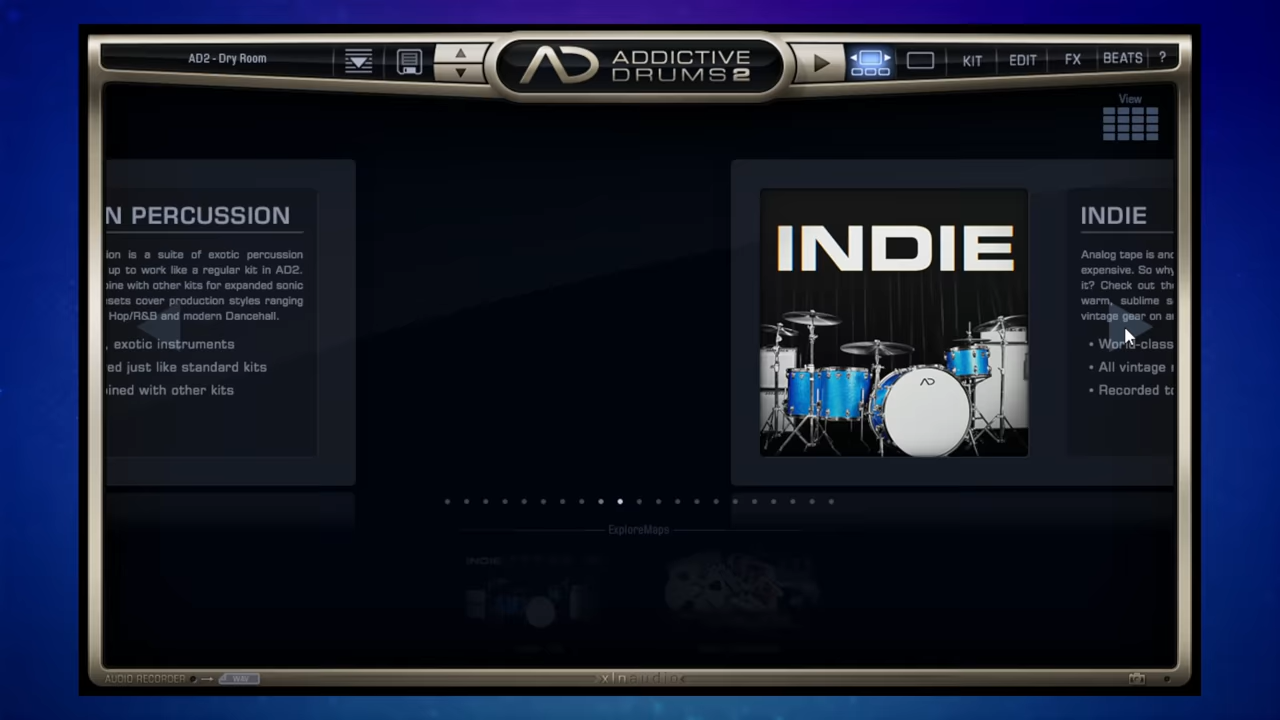 AD2 - Dry Room
ADDICTIVE
DRUMS 2
KIT
EDIT
FX
BEATS
?
View
N PERCUSSION
ion is a suite of exotic percussion
up to work like a regular kit in AD2.
ine with other kits for expanded sonic
sets cover production styles ranging
Hop/R&B and modern Dancehall.
, exotic instruments
ed just like standard kits
ined with other kits
INDIE
INDIE
Analog tape is and
expensive. So why
it? Check out the
warm, sublime s
vintage gear on a
• World-class
• All vintage
• Recorded to
ExploreMaps
INDIE
AUDIO RECORDER
WAV
xlnaudio